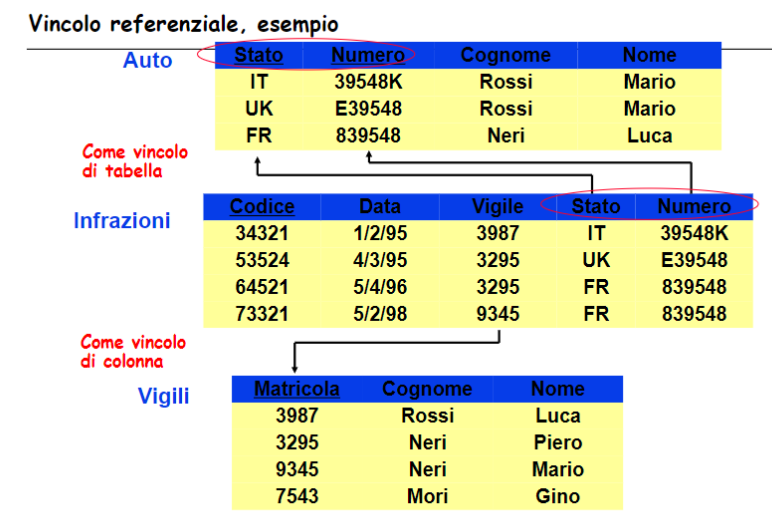 Vincolo referenziale, esempio
Auto
Stato Numero Cognome Nome
IT 39548K Rossi Mario
UK E39548 Rossi Mario
FR 839548 Neri Luca
Come vincolo
di tabella
Infrazioni
Codice Data Vigile Stato Numero
34321 1/2/95 3987 IT 39548K
53524 4/3/95 3295 UK E39548
64521 5/4/96 3295 FR 839548
73321 5/2/98 9345 FR 839548
Come vincolo
di colonna
Vigili
Matricola Cognome Nome
3987 Rossi Luca
3295 Neri Piero
9345 Neri Mario
7543 Mori Gino